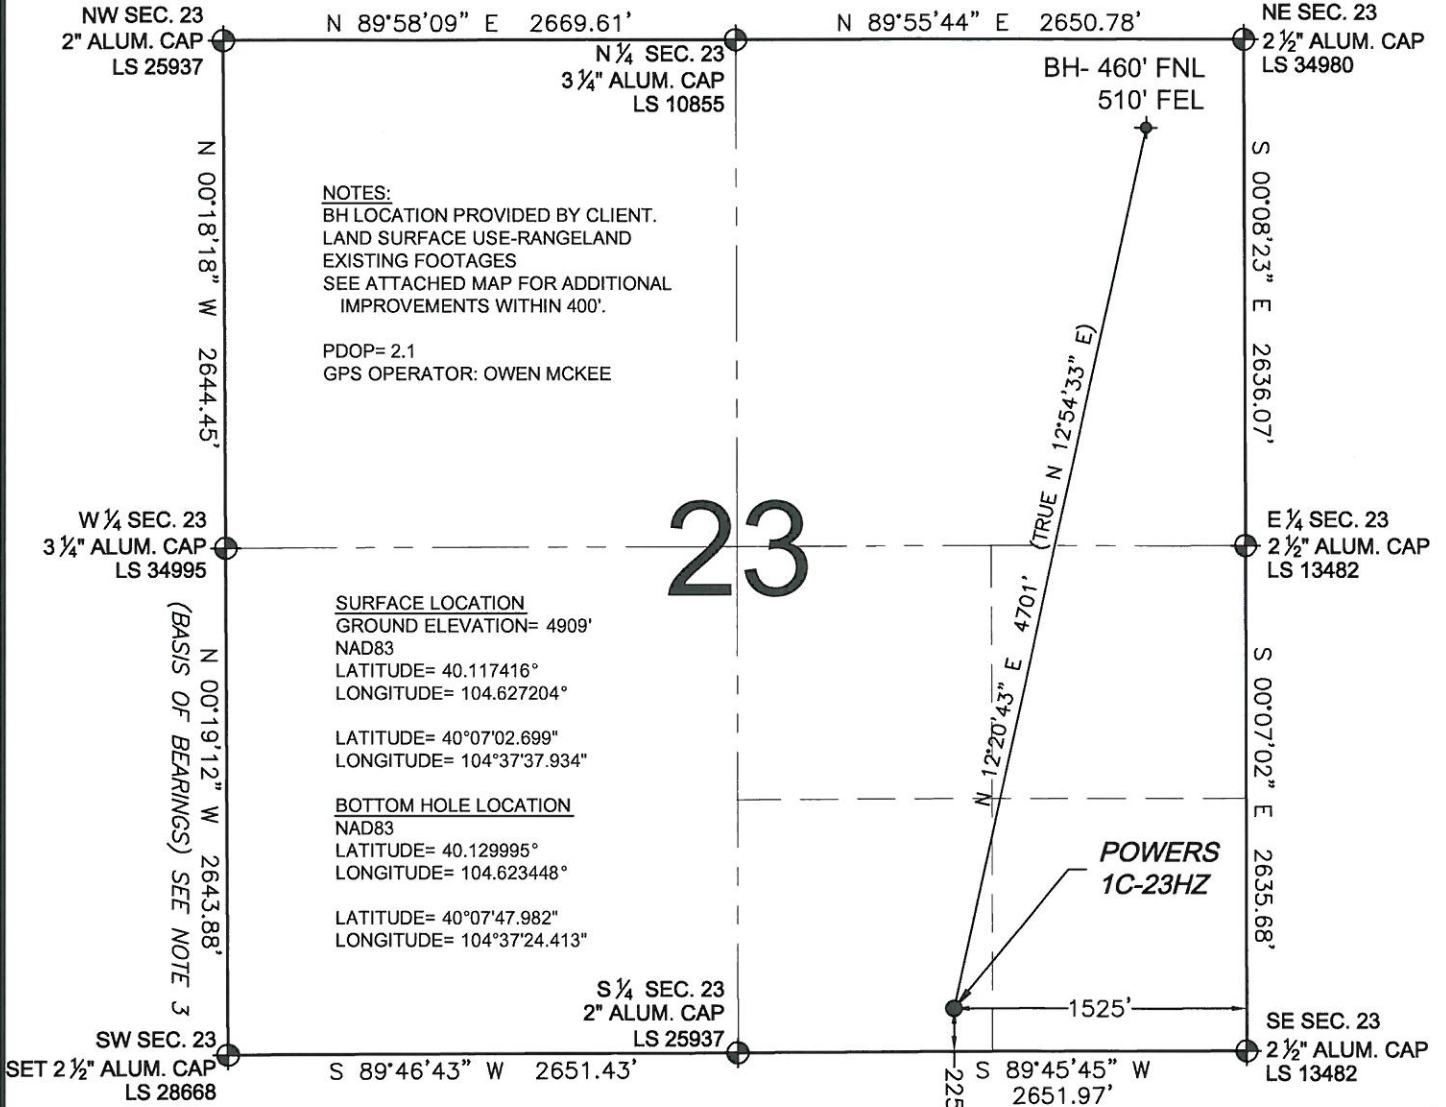 NW SEC. 23
2" ALUM. CAP
LS 25937
N 89°58'09" E 2669.61'
N ¼ SEC. 23
3 ¼" ALUM. CAP
LS 10855
N 89°55'44" E 2650.78'
NE SEC. 23
2 ½" ALUM. CAP
LS 34980
BH- 460' FNL
510' FEL
N 00°18'18" W 2644.45'
NOTES:
BH LOCATION PROVIDED BY CLIENT.
LAND SURFACE USE-RANGELAND
EXISTING FOOTAGES
SEE ATTACHED MAP FOR ADDITIONAL
IMPROVEMENTS WITHIN 400'.
PDOP= 2.1
GPS OPERATOR: OWEN MCKEE
S 00°08'23" E 2636.07'
N 12°20'43" E 4701' (TRUE N 12°54'33" E)
23
W ¼ SEC. 23
3 ¼" ALUM. CAP
LS 34995
E ¼ SEC. 23
2 ½" ALUM. CAP
LS 13482
N 00°19'12" W 2643.88'
(BASIS OF BEARINGS) SEE NOTE 3
SURFACE LOCATION
GROUND ELEVATION= 4909'
NAD83
LATITUDE= 40.117416°
LONGITUDE= 104.627204°
LATITUDE= 40°07'02.699"
LONGITUDE= 104°37'37.934"
BOTTOM HOLE LOCATION
NAD83
LATITUDE= 40.129995°
LONGITUDE= 104.623448°
LATITUDE= 40°07'47.982"
LONGITUDE= 104°37'24.413"
S 00°07'02" E 2635.68'
POWERS
1C-23HZ
1525'
225
SW SEC. 23
SET 2 ½" ALUM. CAP
LS 28668
S 89°46'43" W 2651.43'
S ¼ SEC. 23
2" ALUM. CAP
LS 25937
S 89°45'45" W
2651.97'
SE SEC. 23
2 ½" ALUM. CAP
LS 13482